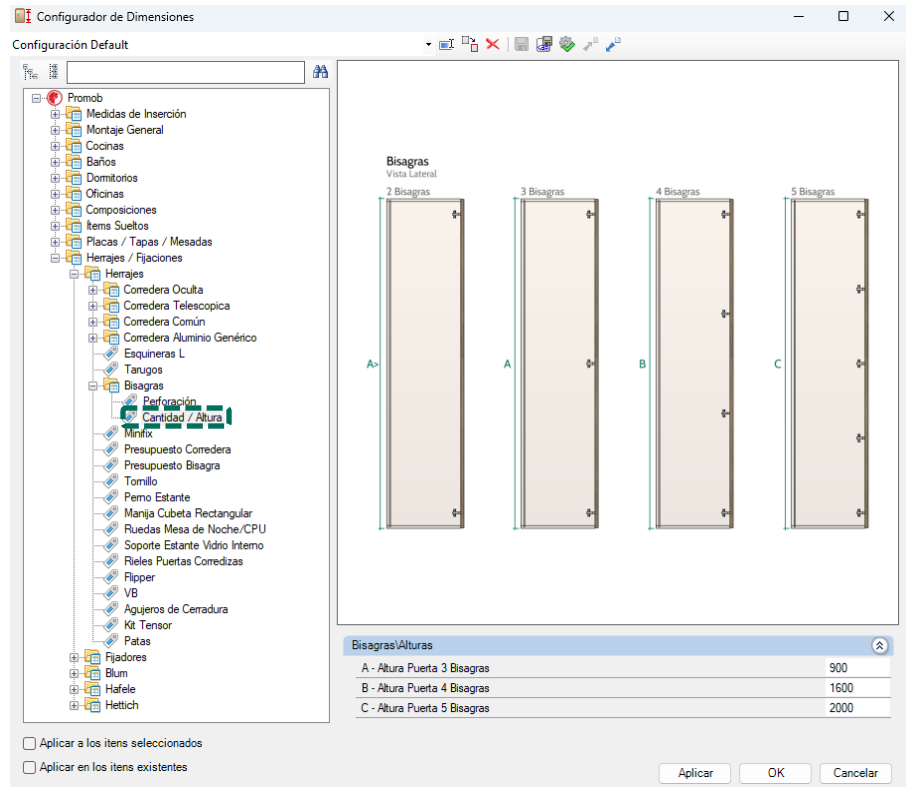 Configurador de Dimensiones
Configuración Default
Promob
Medidas de Inserción
Montaje General
Cocinas
Baños
Dormitorios
Oficinas
Composiciones
Ítems Sueltos
Placas / Tapas / Mesadas
Herrajes / Fijaciones
Herrajes
Corredera Oculta
Corredera Telescopica
Corredera Común
Corredera Aluminio Genérico
Esquineras L
Tarugos
Bisagras
Perforación
Cantidad / Altura
Minifix
Presupuesto Corredera
Presupuesto Bisagra
Tornillo
Perno Estante
Manija Cubeta Rectangular
Ruedas Mesa de Noche/CPU
Soporte Estante Vidrio Interno
Rieles Puertas Corredizas
Flipper
VB
Agujeros de Cerradura
Kit Tensor
Patas
Fijadores
Blum
Hafele
Hettich
Bisagras
Vista Lateral
2 Bisagras 3 Bisagras 4 Bisagras 5 Bisagras
A> A B C
Bisagras\Alturas
A - Altura Puerta 3 Bisagras 900
B - Altura Puerta 4 Bisagras 1600
C - Altura Puerta 5 Bisagras 2000
Aplicar a los itens seleccionados
Aplicar en los itens existentes
Aplicar OK Cancelar